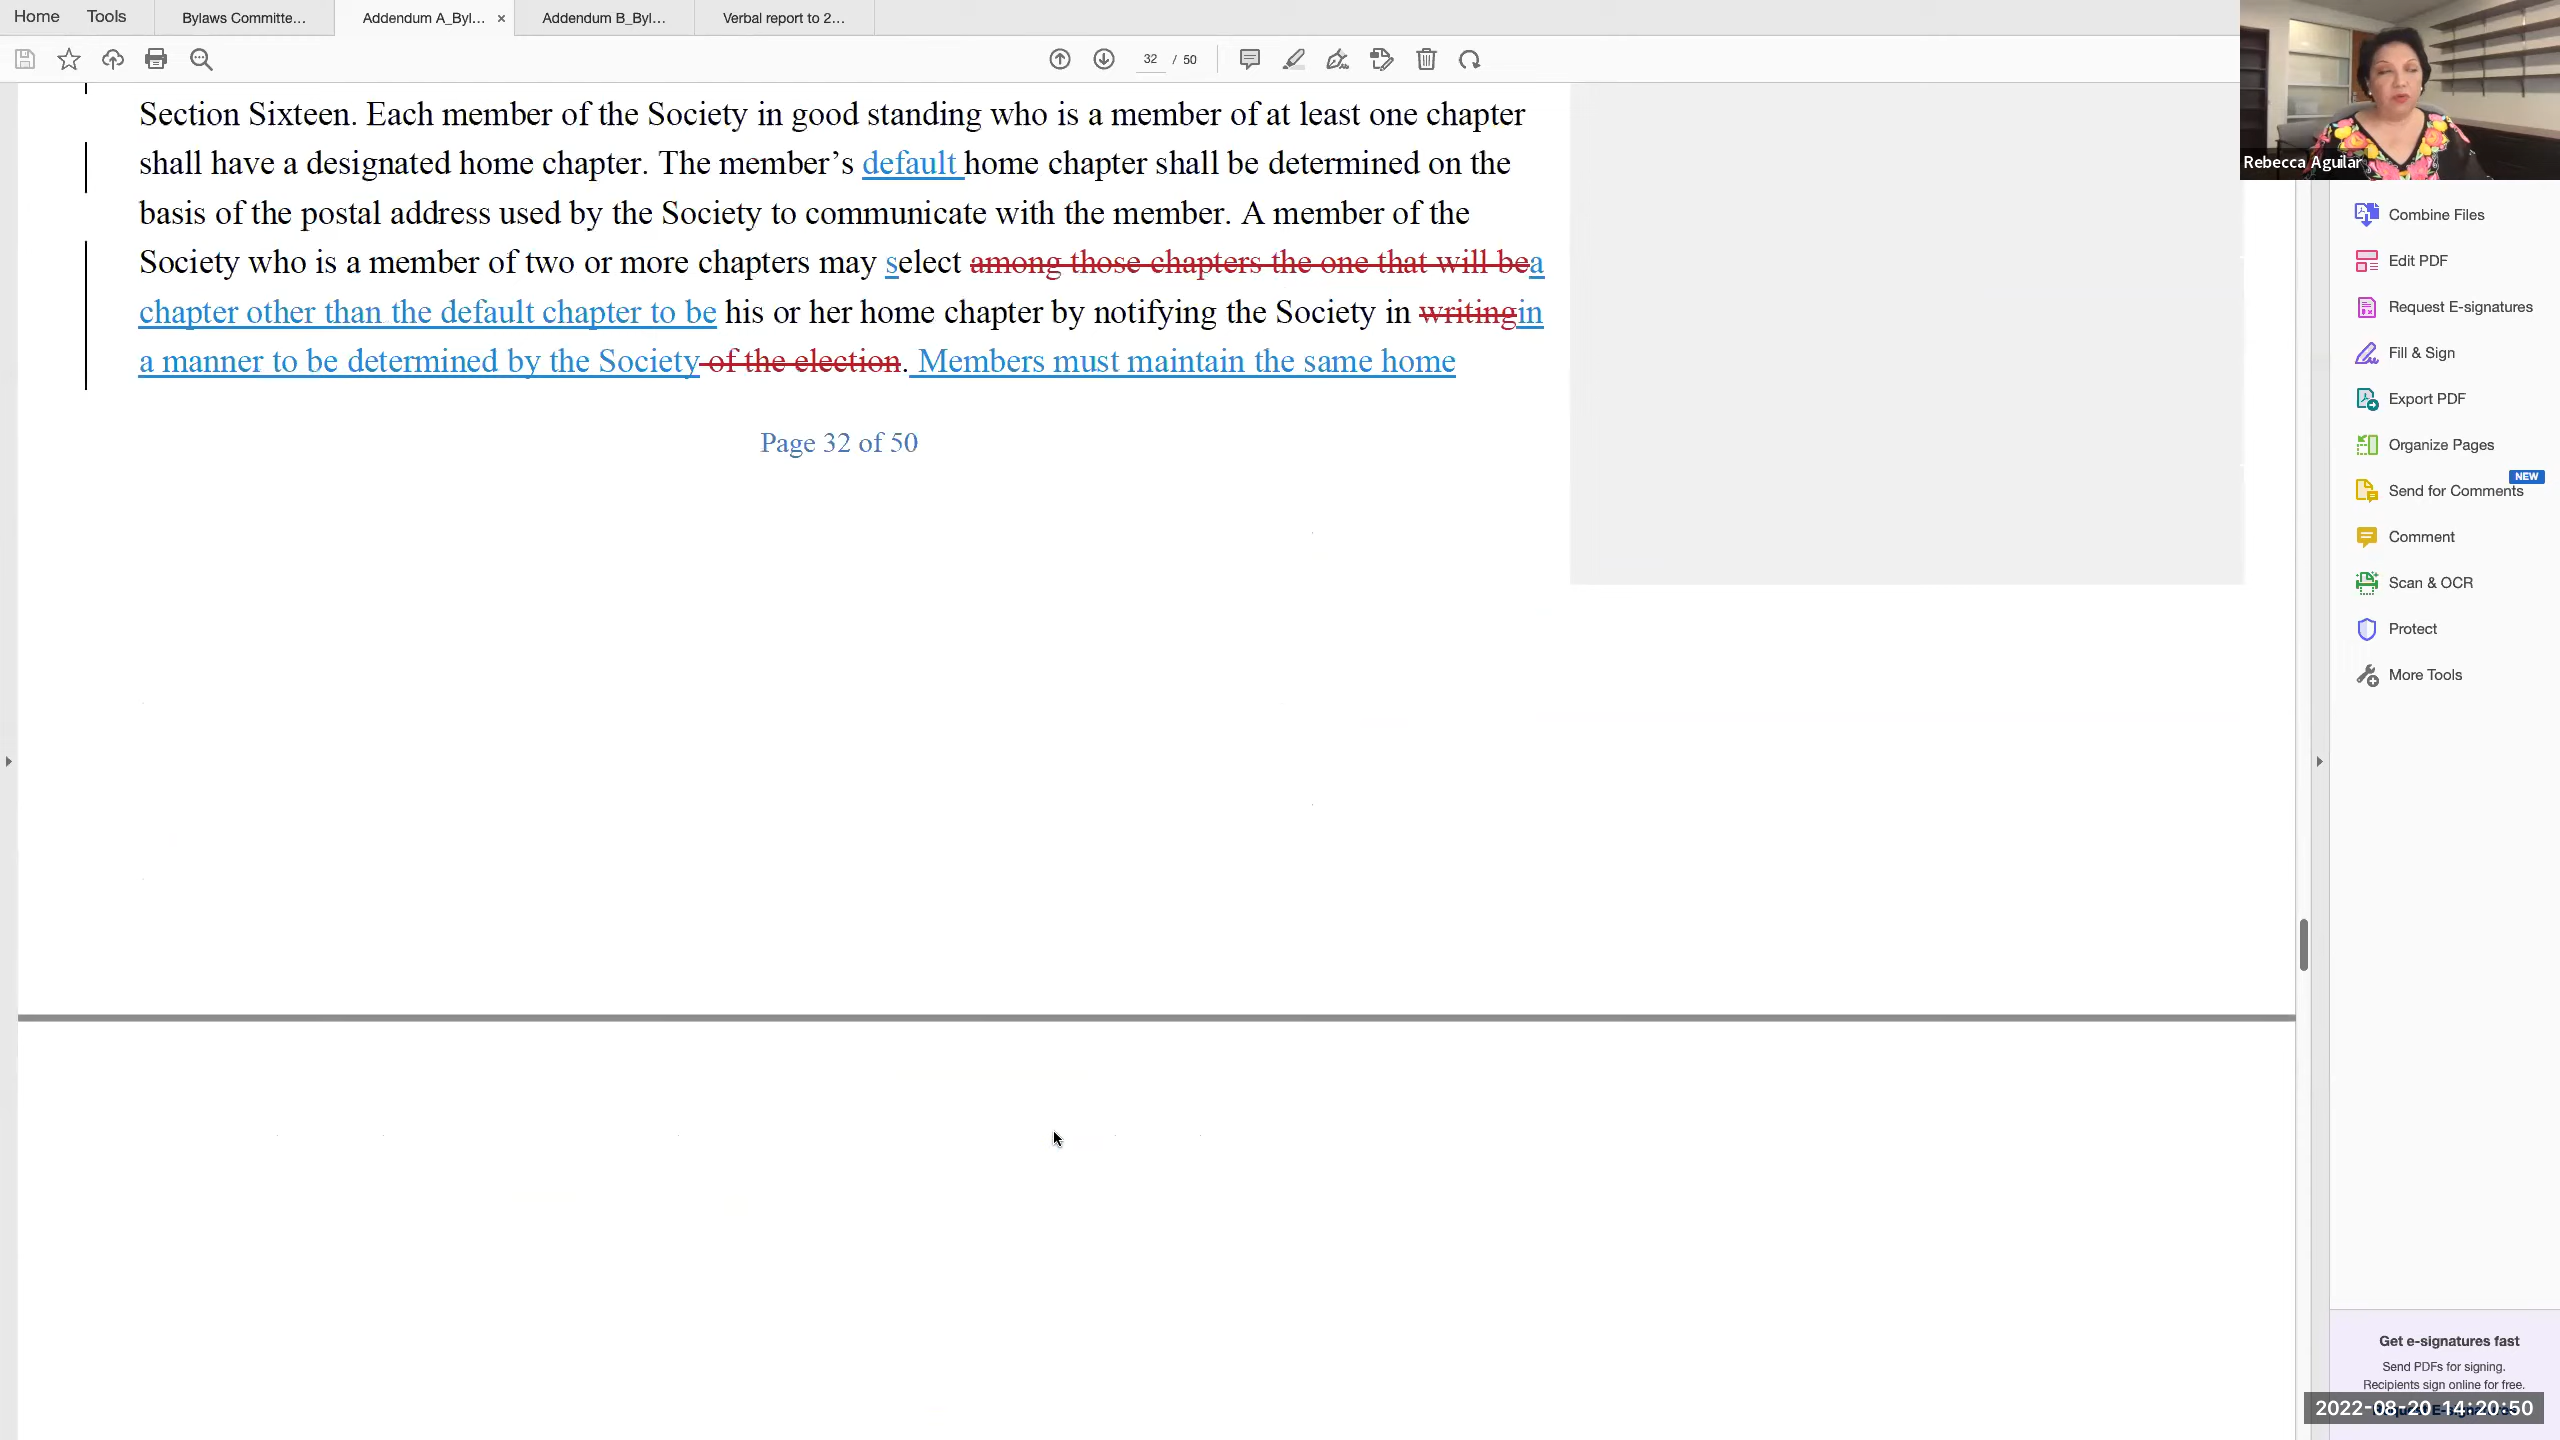 Home Tools Bylaws Committe... Addendum A_Byl... × Addendum B_Byl... Verbal report to 2...
32 / 50
Section Sixteen. Each member of the Society in good standing who is a member of at least one chapter
shall have a designated home chapter. The member’s default home chapter shall be determined on the
basis of the postal address used by the Society to communicate with the member. A member of the
Society who is a member of two or more chapters may select among those chapters the one that will bea
chapter other than the default chapter to be his or her home chapter by notifying the Society in writingin
a manner to be determined by the Society of the election. Members must maintain the same home
Page 32 of 50
Rebecca Aguilar
Combine Files
Edit PDF
Request E-signatures
Fill & Sign
Export PDF
Organize Pages
NEW
Send for Comments
Comment
Scan & OCR
Protect
More Tools
Get e-signatures fast
Send PDFs for signing.
Recipients sign online for free.
2022-08-20 14:20:50